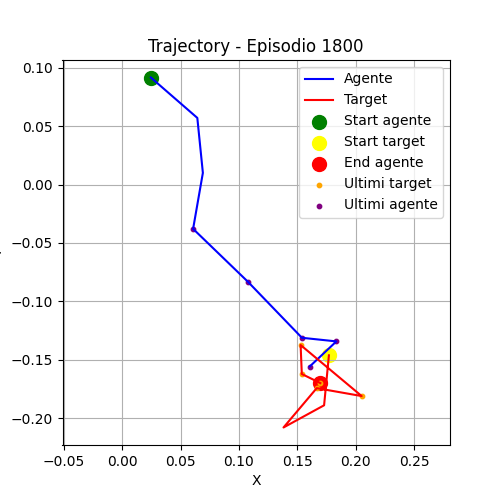 Trajectory - Episodio 1800
Agente
Target
Start agente
Start target
End agente
Ultimi target
Ultimi agente
0.10
0.05
0.00
−0.05
−0.10
−0.15
−0.20
−0.05
0.00
0.05
0.10
0.15
0.20
0.25
X